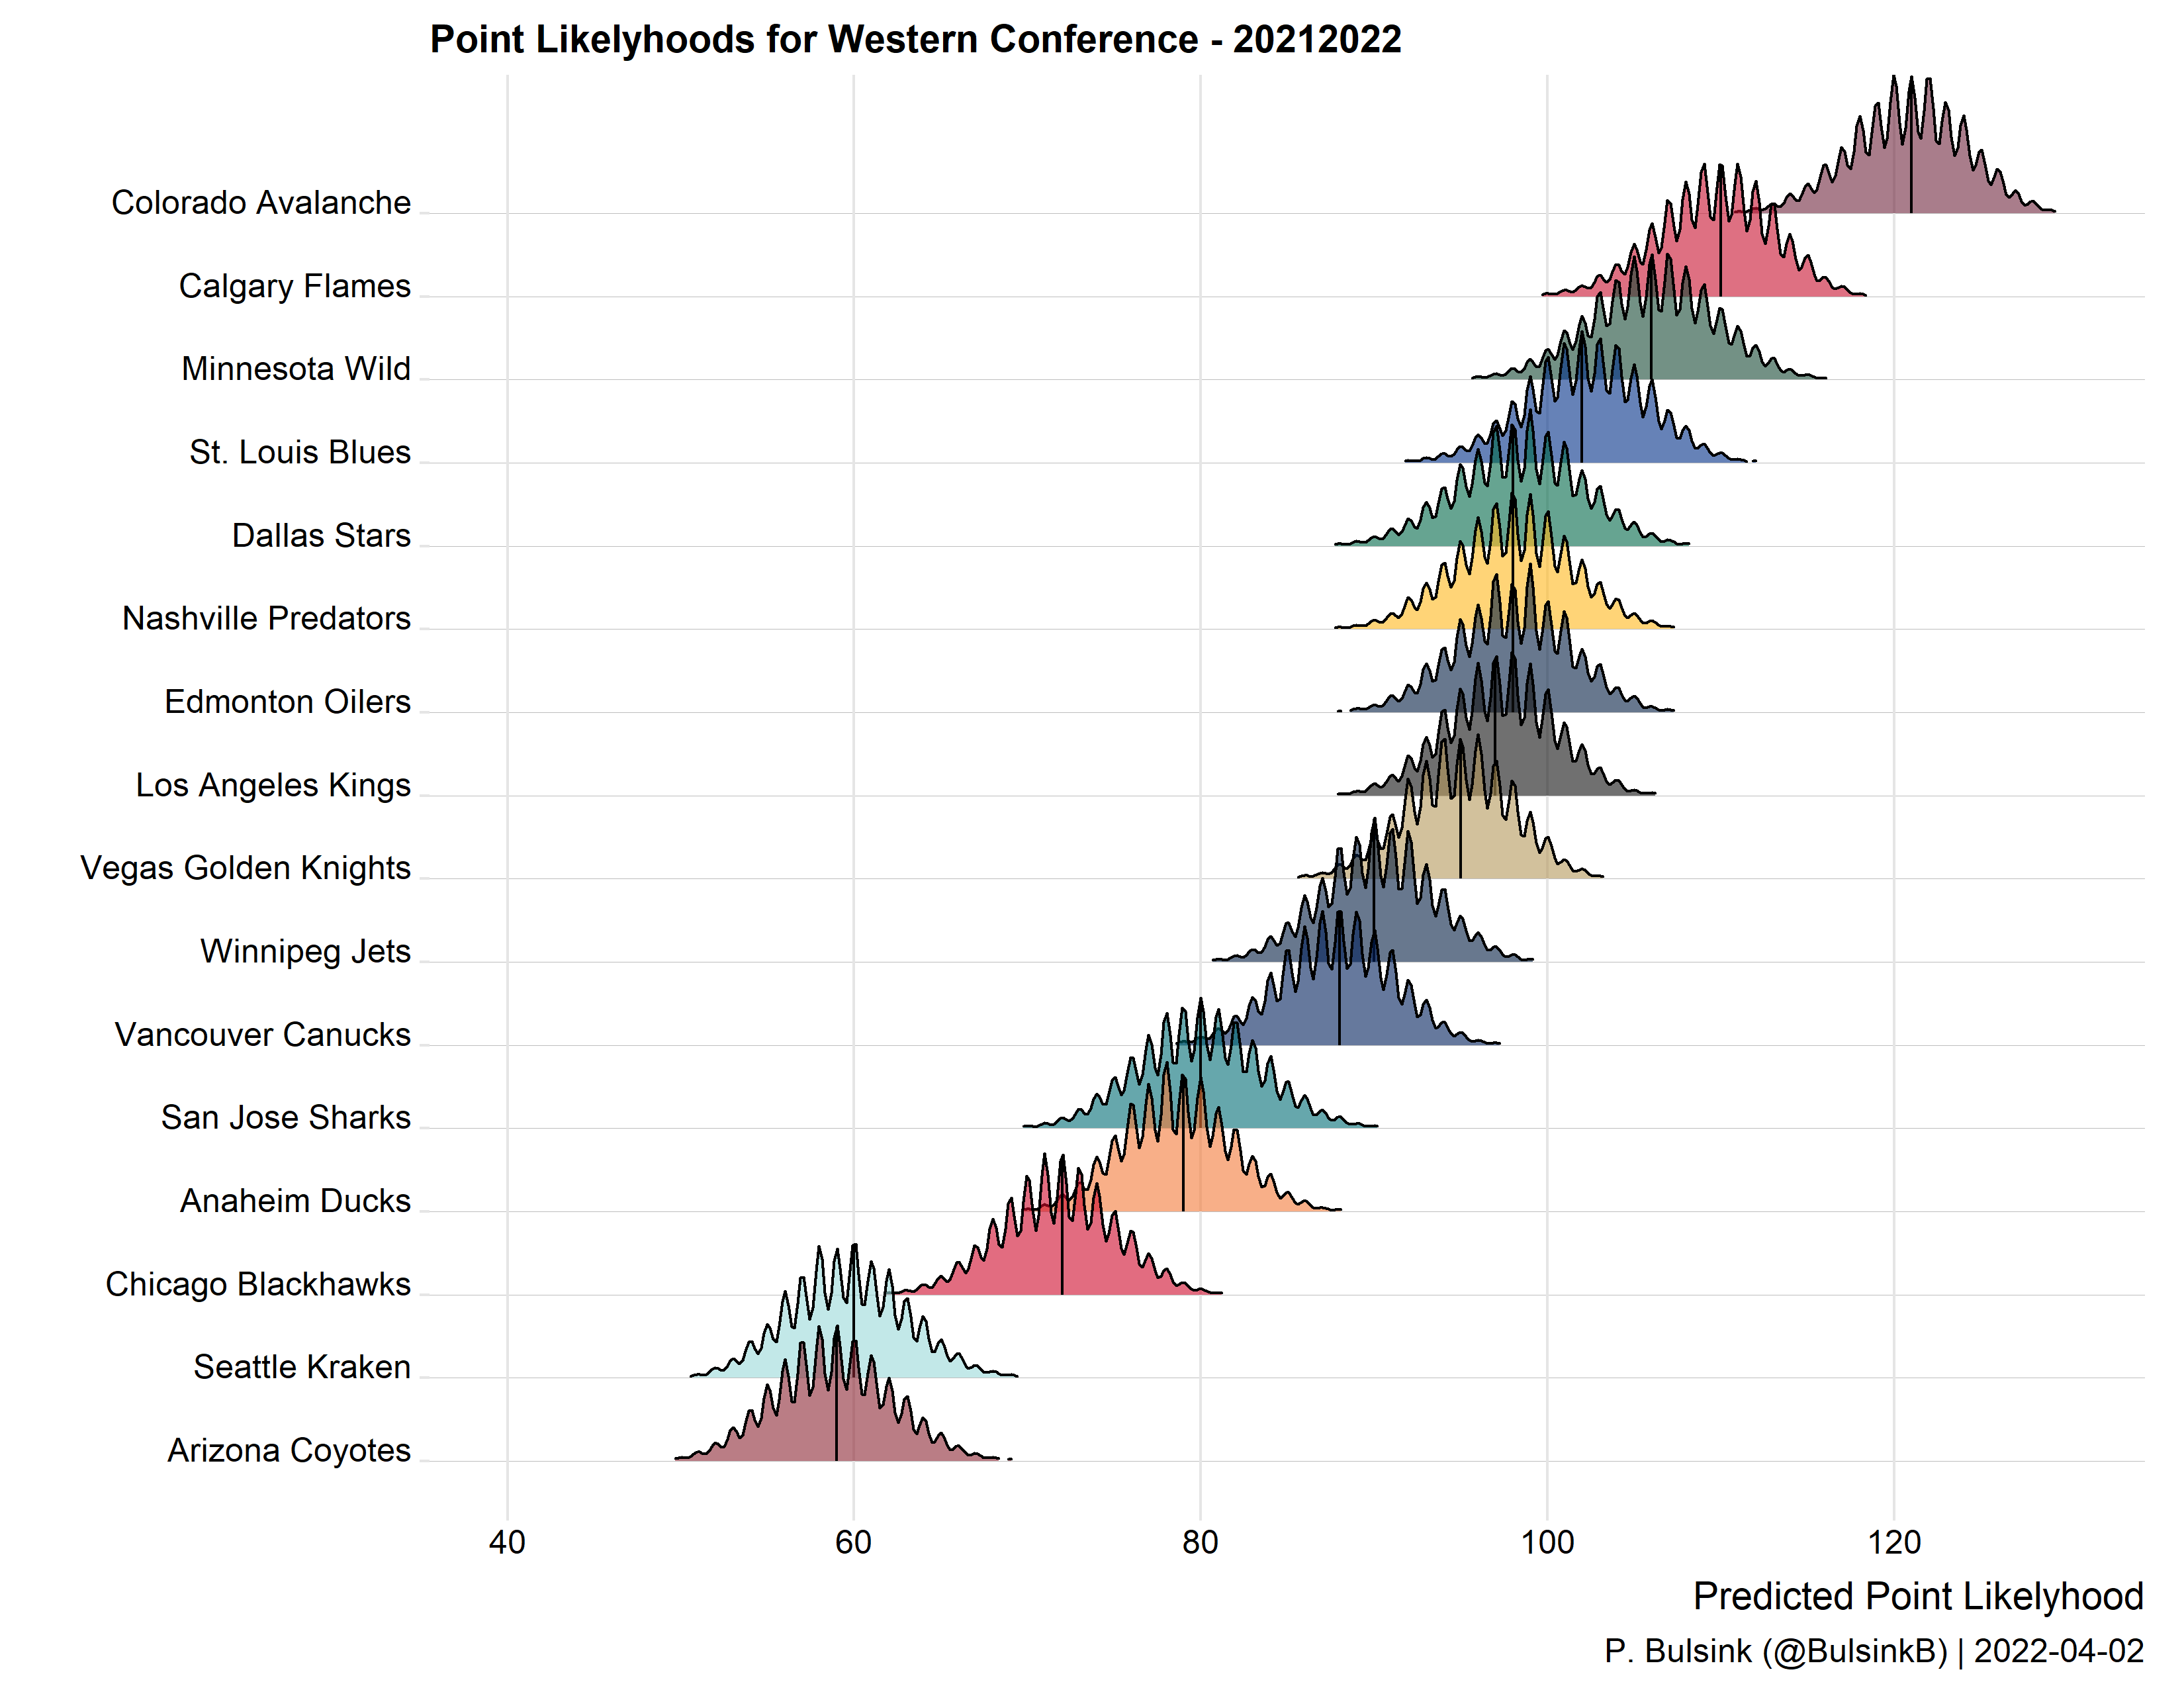 Point Likelyhoods for Western Conference - 20212022
Colorado Avalanche
Calgary Flames
Minnesota Wild
St. Louis Blues
Dallas Stars
Nashville Predators
Edmonton Oilers
Los Angeles Kings
Vegas Golden Knights
Winnipeg Jets
Vancouver Canucks
San Jose Sharks
Anaheim Ducks
Chicago Blackhawks
Seattle Kraken
Arizona Coyotes
40 60 80 100 120
Predicted Point Likelyhood
P. Bulsink (@BulsinkB) | 2022-04-02